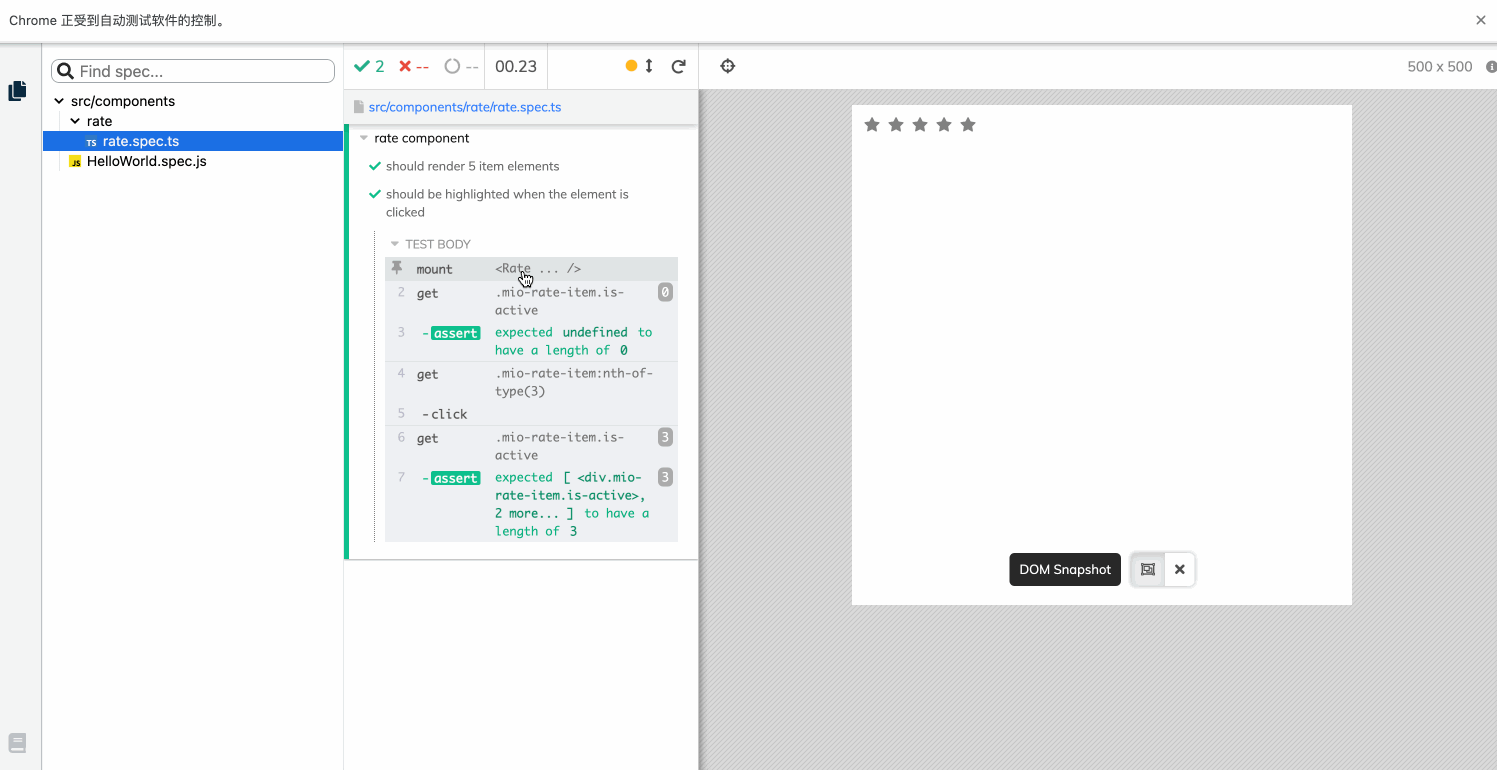 Chrome 正受到自动测试软件的控制。
Find spec...
src/components
rate
TS rate.spec.ts
JS HelloWorld.spec.js
2 -- -- 00.23
500 x 500
src/components/rate/rate.spec.ts
rate component
should render 5 item elements
should be highlighted when the element is
clicked
TEST BODY
mount <Rate ... />
2 get .mio-rate-item.is- 0
active
3 -assert expected undefined to
have a length of 0
4 get .mio-rate-item:nth-of-
type(3)
5 -click
6 get .mio-rate-item.is- 3
active
7 -assert expected [ <div.mio- 3
rate-item.is-active>,
2 more... ] to have a
length of 3
DOM Snapshot